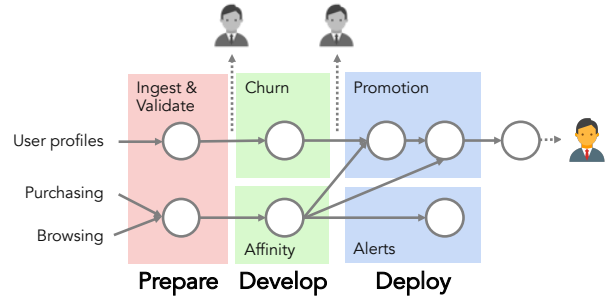 Ingest &
Validate
Churn
Promotion
User profiles
Purchasing
Browsing
Affinity
Alerts
Prepare
Develop
Deploy